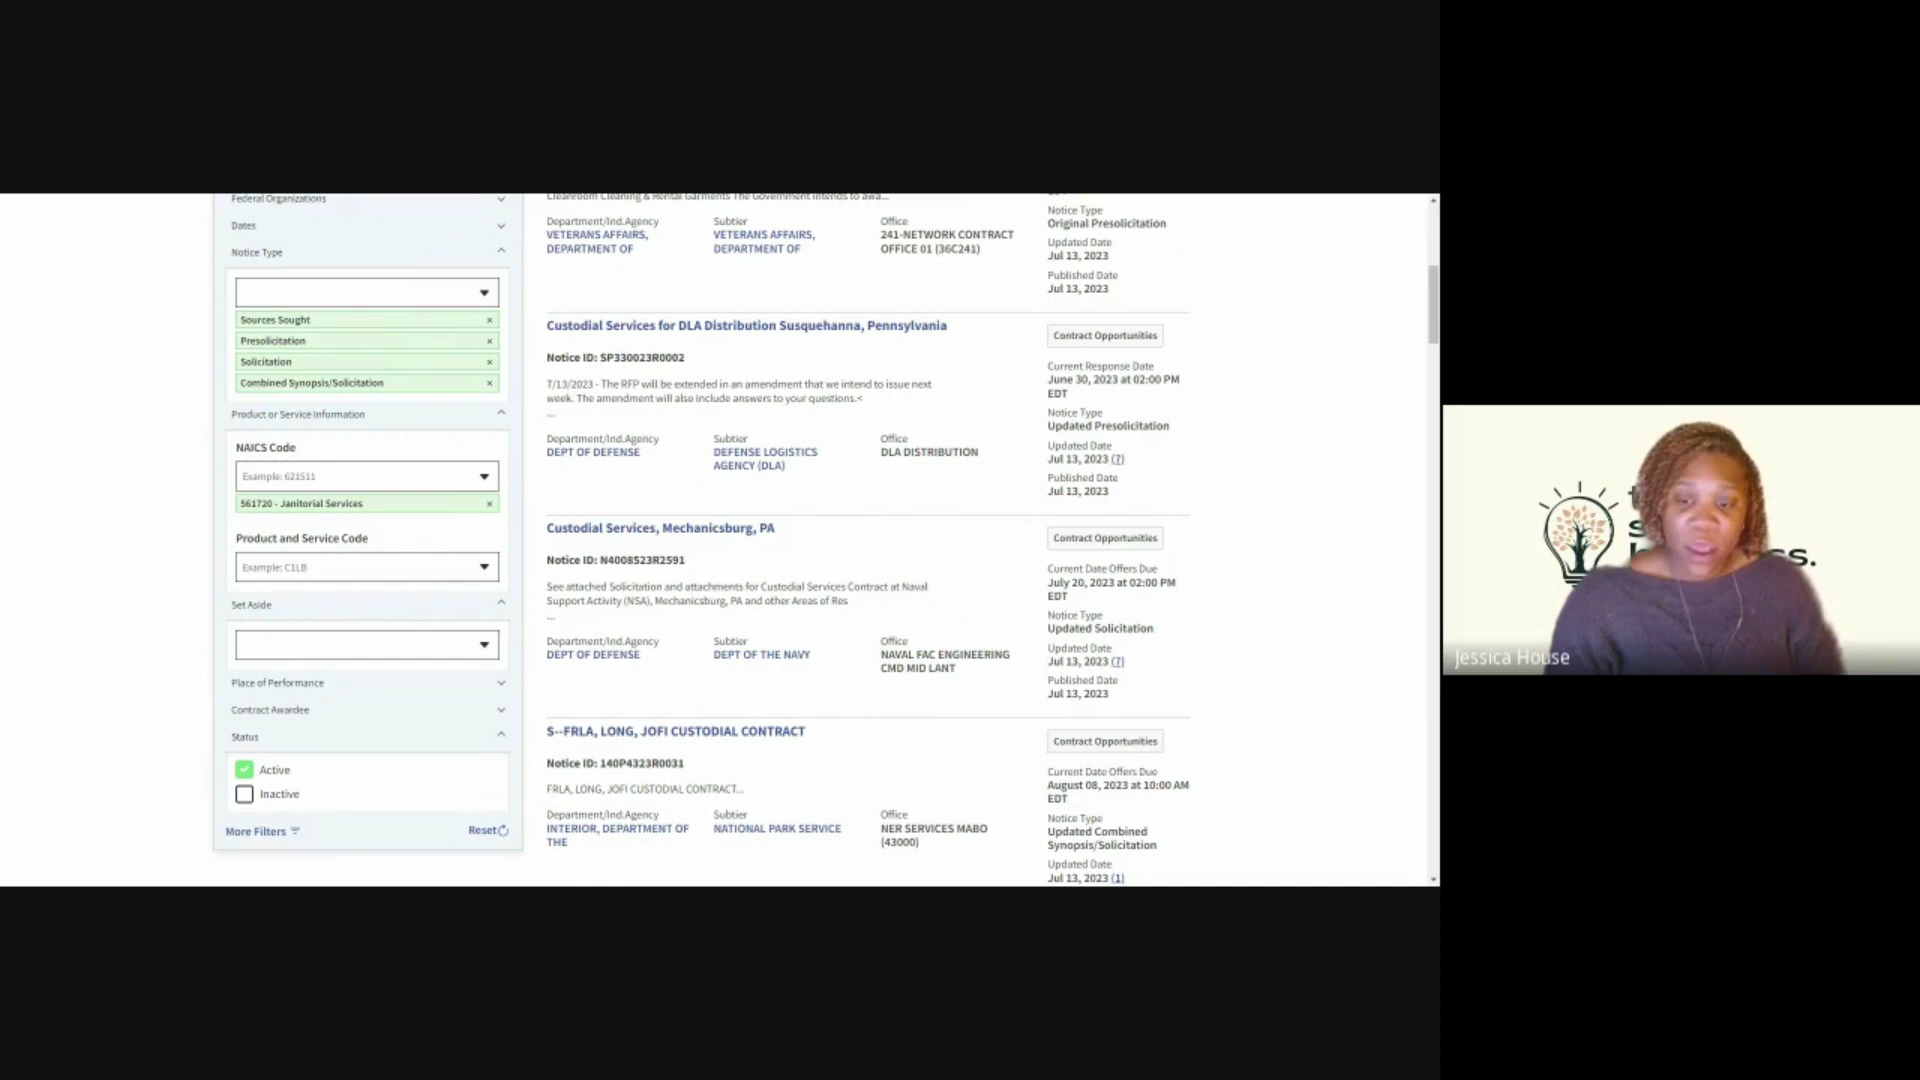 Federal Organizations
Dates
Notice Type
Sources Sought ×
Presolicitation ×
Solicitation ×
Combined Synopsis/Solicitation ×
Product or Service Information
NAICS Code
Example: 621511
561720 - Janitorial Services ×
Product and Service Code
Example: C1LB
Set Aside
Place of Performance
Contract Awardee
Status
Active
Inactive
More Filters
Reset
Cleanroom Cleaning & Rental Garments The Government intends to awa...
Department/Ind.Agency
VETERANS AFFAIRS,
DEPARTMENT OF
Subtier
VETERANS AFFAIRS,
DEPARTMENT OF
Office
241-NETWORK CONTRACT
OFFICE 01 (36C241)
Notice Type
Original Presolicitation
Updated Date
Jul 13, 2023
Published Date
Jul 13, 2023
Custodial Services for DLA Distribution Susquehanna, Pennsylvania
Notice ID: SP330023R0002
7/13/2023 - The RFP will be extended in an amendment that we intend to issue next
week. The amendment will also include answers to your questions.<
...
Department/Ind.Agency
DEPT OF DEFENSE
Subtier
DEFENSE LOGISTICS
AGENCY (DLA)
Office
DLA DISTRIBUTION
Contract Opportunities
Current Response Date
June 30, 2023 at 02:00 PM
EDT
Notice Type
Updated Presolicitation
Updated Date
Jul 13, 2023 (7)
Published Date
Jul 13, 2023
Custodial Services, Mechanicsburg, PA
Notice ID: N4008523R2591
See attached Solicitation and attachments for Custodial Services Contract at Naval
Support Activity (NSA), Mechanicsburg, PA and other Areas of Res
...
Department/Ind.Agency
DEPT OF DEFENSE
Subtier
DEPT OF THE NAVY
Office
NAVAL FAC ENGINEERING
CMD MID LANT
Contract Opportunities
Current Date Offers Due
July 20, 2023 at 02:00 PM
EDT
Notice Type
Updated Solicitation
Updated Date
Jul 13, 2023 (7)
Published Date
Jul 13, 2023
S--FRLA, LONG, JOFI CUSTODIAL CONTRACT
Notice ID: 140P4323R0031
FRLA, LONG, JOFI CUSTODIAL CONTRACT...
Department/Ind.Agency
INTERIOR, DEPARTMENT OF
THE
Subtier
NATIONAL PARK SERVICE
Office
NER SERVICES MABO
(43000)
Contract Opportunities
Current Date Offers Due
August 08, 2023 at 10:00 AM
EDT
Notice Type
Updated Combined
Synopsis/Solicitation
Updated Date
Jul 13, 2023 (1)
Jessica House